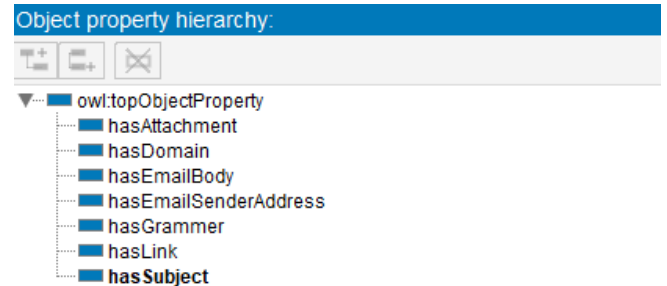 Object property hierarchy:
owl:topObjectProperty
hasAttachment
hasDomain
hasEmailBody
hasEmailSenderAddress
hasGrammer
hasLink
hasSubject